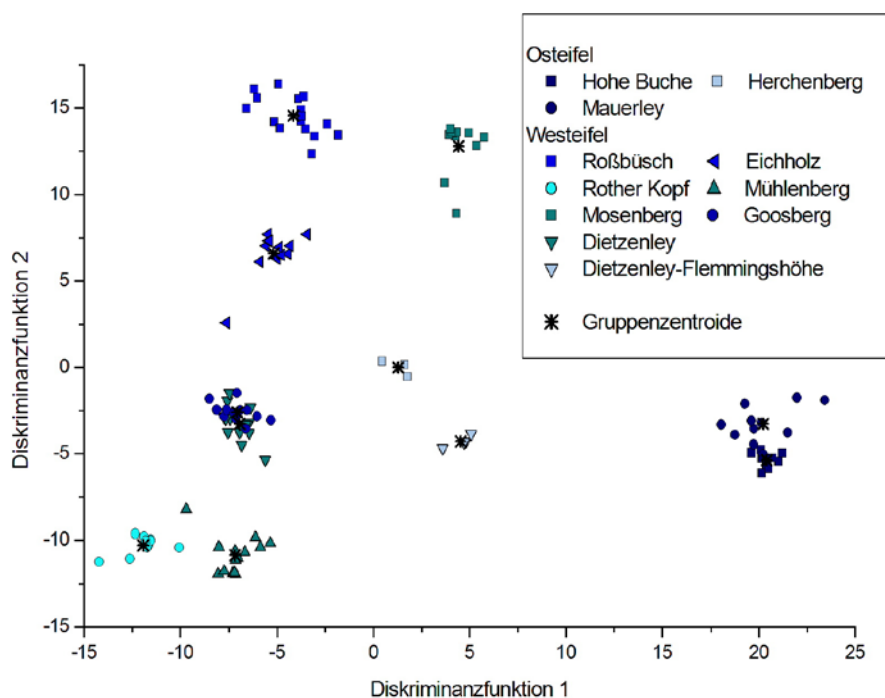 Osteifel
Hohe Buche Herchenberg
Mauerley
Westeifel
Roßbüsch Eichholz
Rother Kopf Mühlenberg
Mosenberg Goosberg
Dietzenley
Dietzenley-Flemmingshöhe
Gruppenzentroide
Diskriminanzfunktion 2
15
10
5
0
-5
-10
-15
-15 -10 -5 0 5 10 15 20 25
Diskriminanzfunktion 1